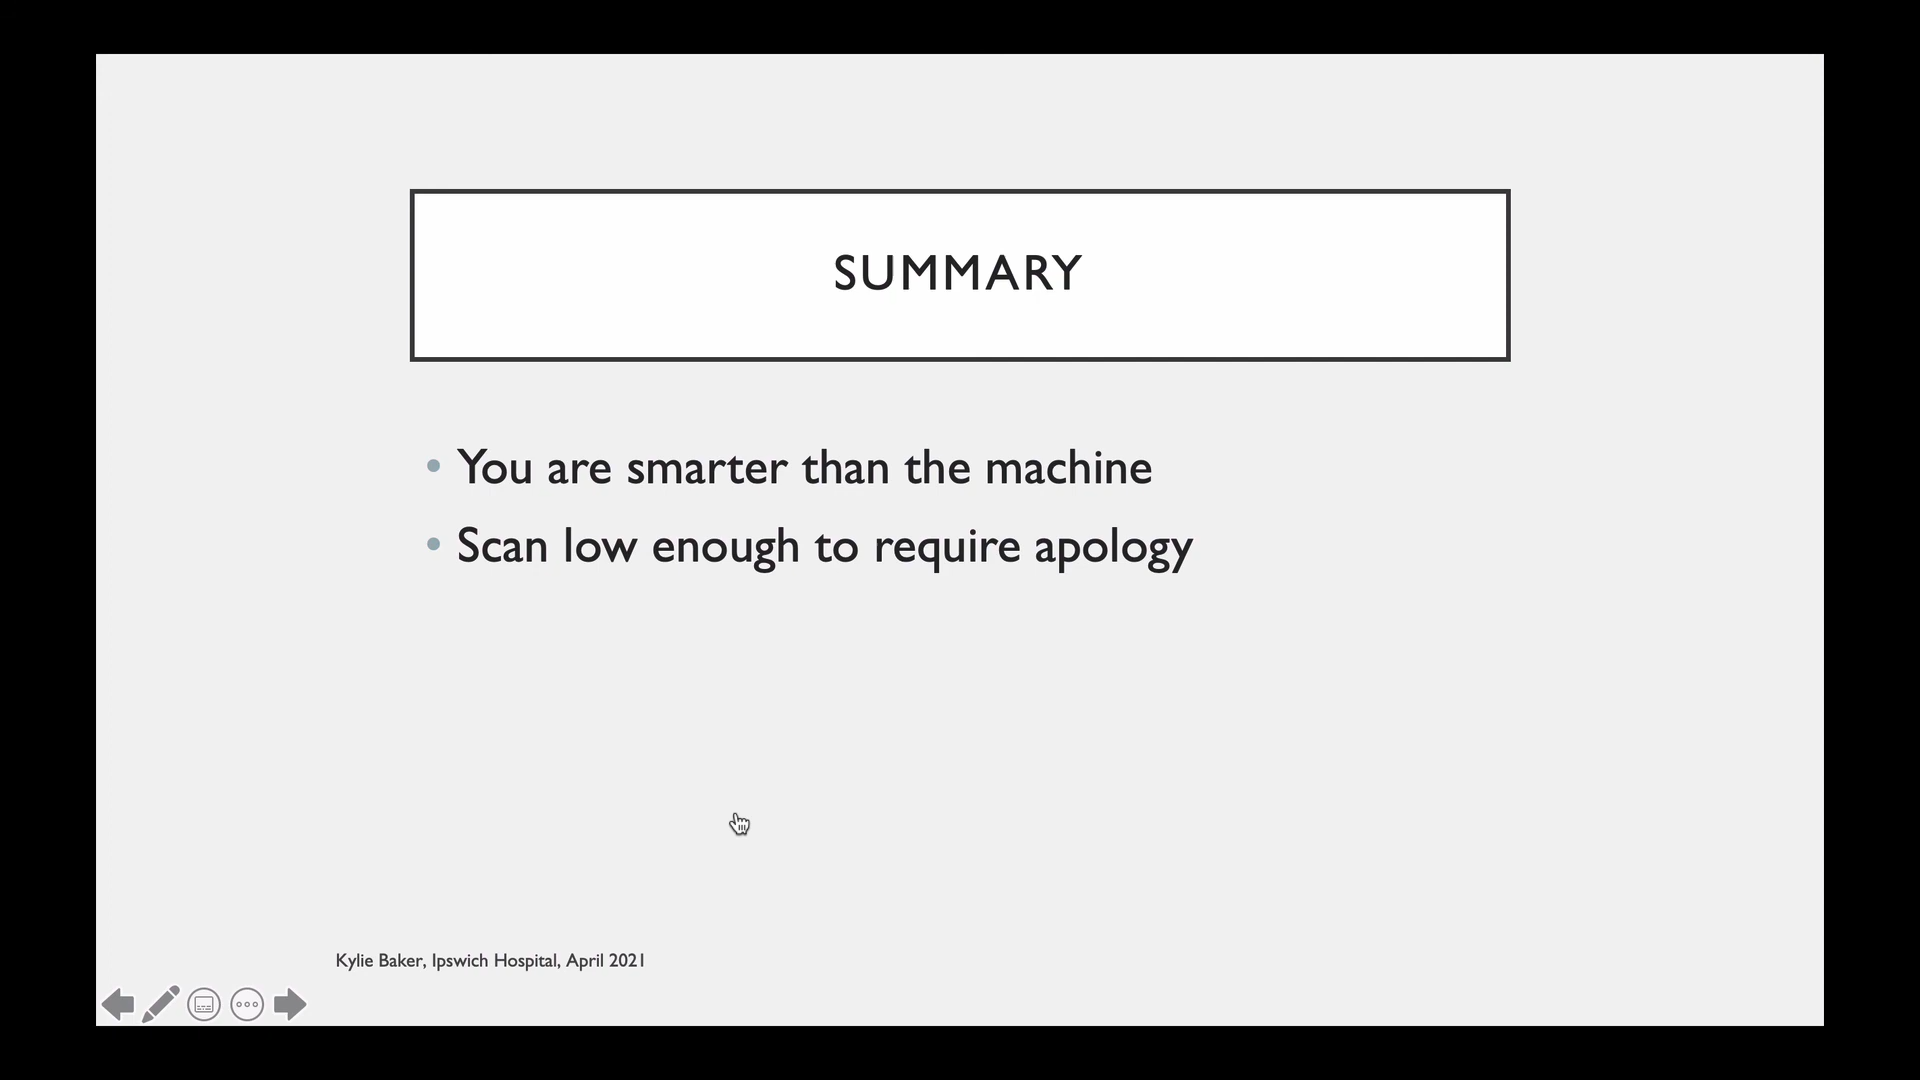 SUMMARY
• You are smarter than the machine
• Scan low enough to require apology
Kylie Baker, Ipswich Hospital, April 2021